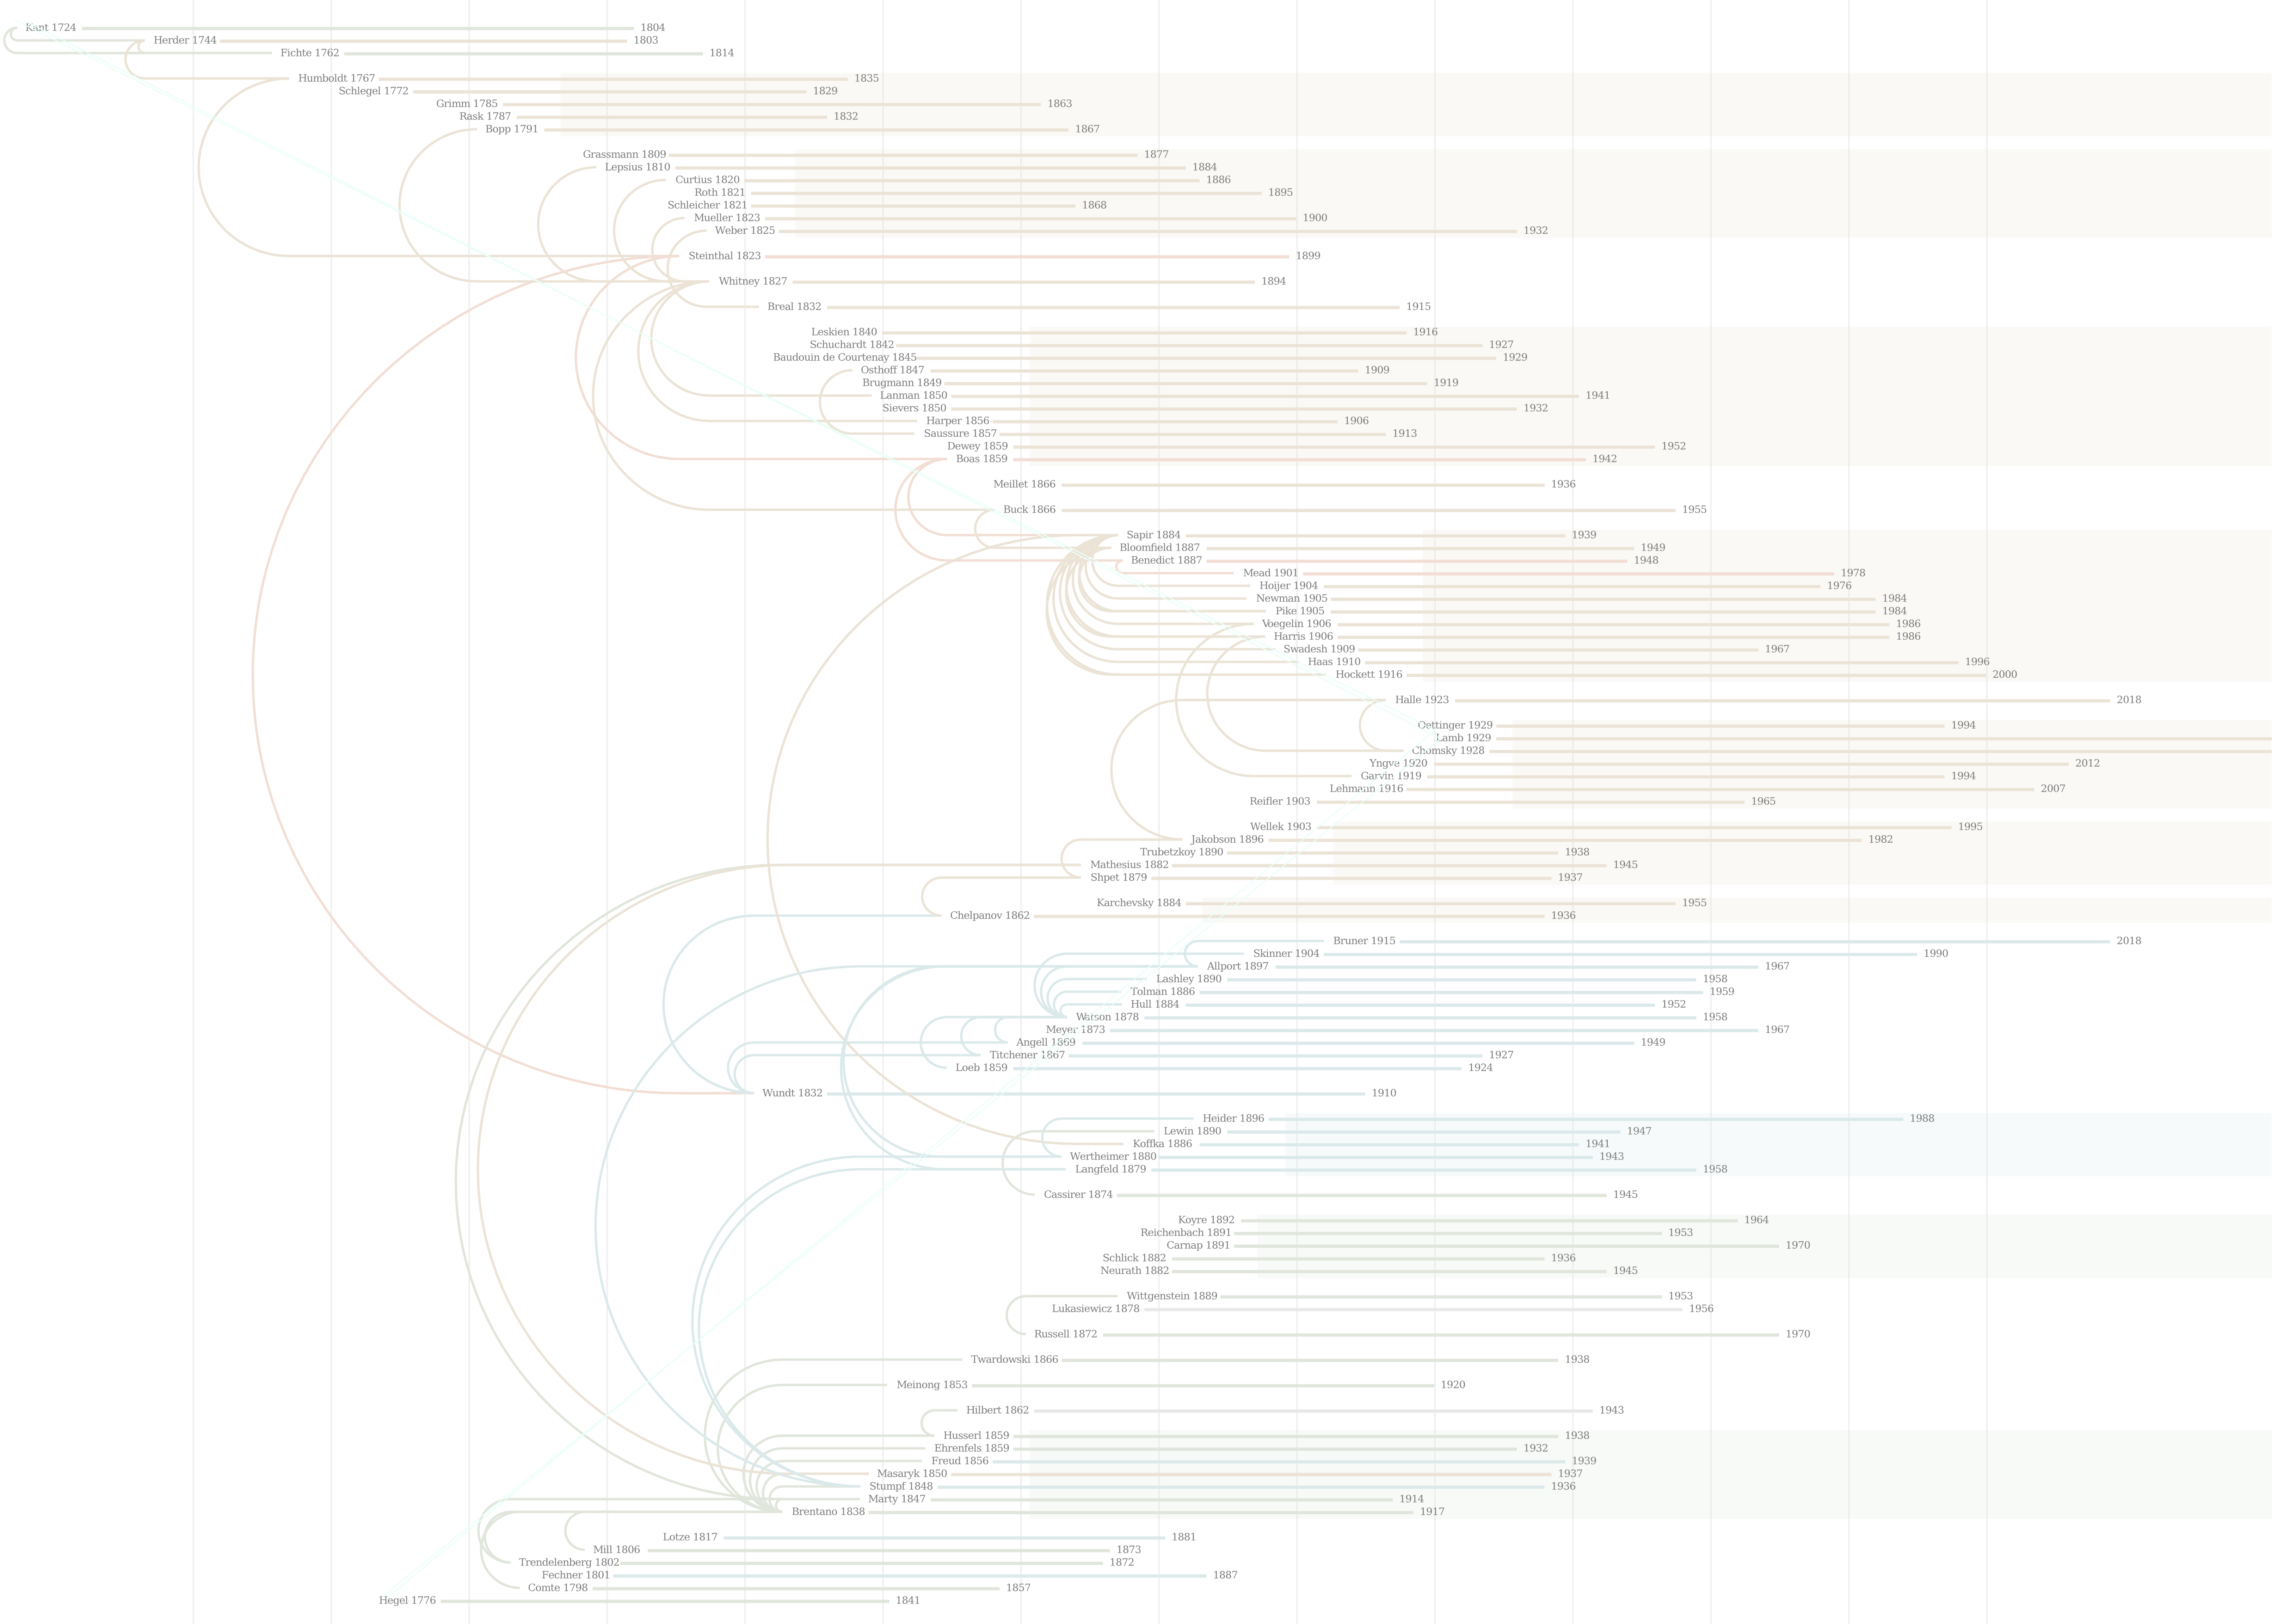 Kant 1724 1804
Herder 1744 1803
Fichte 1762 1814
Humboldt 1767 1835
Schlegel 1772 1829
Grimm 1785 1863
Rask 1787 1832
Bopp 1791 1867
Grassmann 1809 1877
Lepsius 1810 1884
Curtius 1820 1886
Roth 1821 1895
Schleicher 1821 1868
Mueller 1823 1900
Weber 1825 1932
Steinthal 1823 1899
Whitney 1827 1894
Breal 1832 1915
Leskien 1840 1916
Schuchardt 1842 1927
Baudouin de Courtenay 1845 1929
Osthoff 1847 1909
Brugmann 1849 1919
Lanman 1850 1941
Sievers 1850 1932
Harper 1856 1906
Saussure 1857 1913
Dewey 1859 1952
Boas 1859 1942
Meillet 1866 1936
Buck 1866 1955
Sapir 1884 1939
Bloomfield 1887 1949
Benedict 1887 1948
Mead 1901 1978
Hoijer 1904 1976
Newman 1905 1984
Pike 1905 1984
Voegelin 1906 1986
Harris 1906 1986
Swadesh 1909 1967
Haas 1910 1996
Hockett 1916 2000
Halle 1923 2018
Oettinger 1929 1994
Lamb 1929
Chomsky 1928
Yngve 1920 2012
Garvin 1919 1994
Lehmann 1916 2007
Reifler 1903 1965
Wellek 1903 1995
Jakobson 1896 1982
Trubetzkoy 1890 1938
Mathesius 1882 1945
Shpet 1879 1937
Karchevsky 1884 1955
Chelpanov 1862 1936
Bruner 1915 2018
Skinner 1904 1990
Allport 1897 1967
Lashley 1890 1958
Tolman 1886 1959
Hull 1884 1952
Watson 1878 1958
Meyer 1873 1967
Angell 1869 1949
Titchener 1867 1927
Loeb 1859 1924
Wundt 1832 1910
Heider 1896 1988
Lewin 1890 1947
Koffka 1886 1941
Wertheimer 1880 1943
Langfeld 1879 1958
Cassirer 1874 1945
Koyre 1892 1964
Reichenbach 1891 1953
Carnap 1891 1970
Schlick 1882 1936
Neurath 1882 1945
Wittgenstein 1889 1953
Lukasiewicz 1878 1956
Russell 1872 1970
Twardowski 1866 1938
Meinong 1853 1920
Hilbert 1862 1943
Husserl 1859 1938
Ehrenfels 1859 1932
Freud 1856 1939
Masaryk 1850 1937
Stumpf 1848 1936
Marty 1847 1914
Brentano 1838 1917
Lotze 1817 1881
Mill 1806 1873
Trendelenberg 1802 1872
Fechner 1801 1887
Comte 1798 1857
Hegel 1776 1841